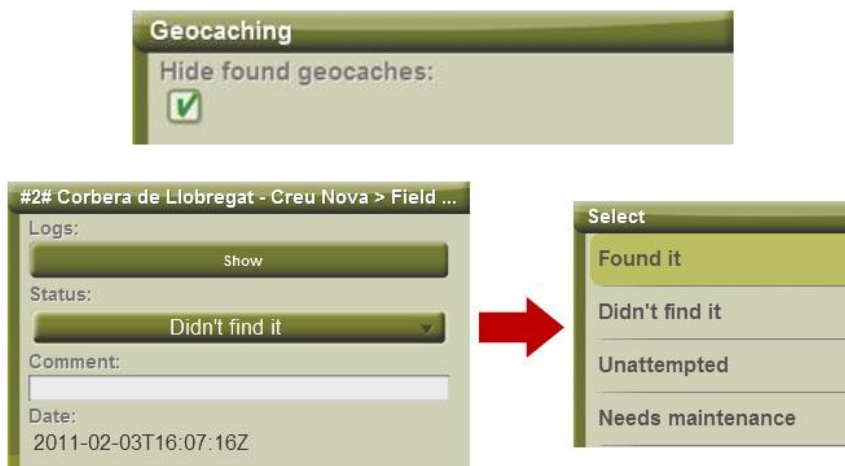 Geocaching
Hide found geocaches:
#2# Corbera de Llobregat - Creu Nova > Field ...
Logs:
Show
Status:
Didn't find it
Comment:
Date:
2011-02-03T16:07:16Z
Select
Found it
Didn't find it
Unattempted
Needs maintenance